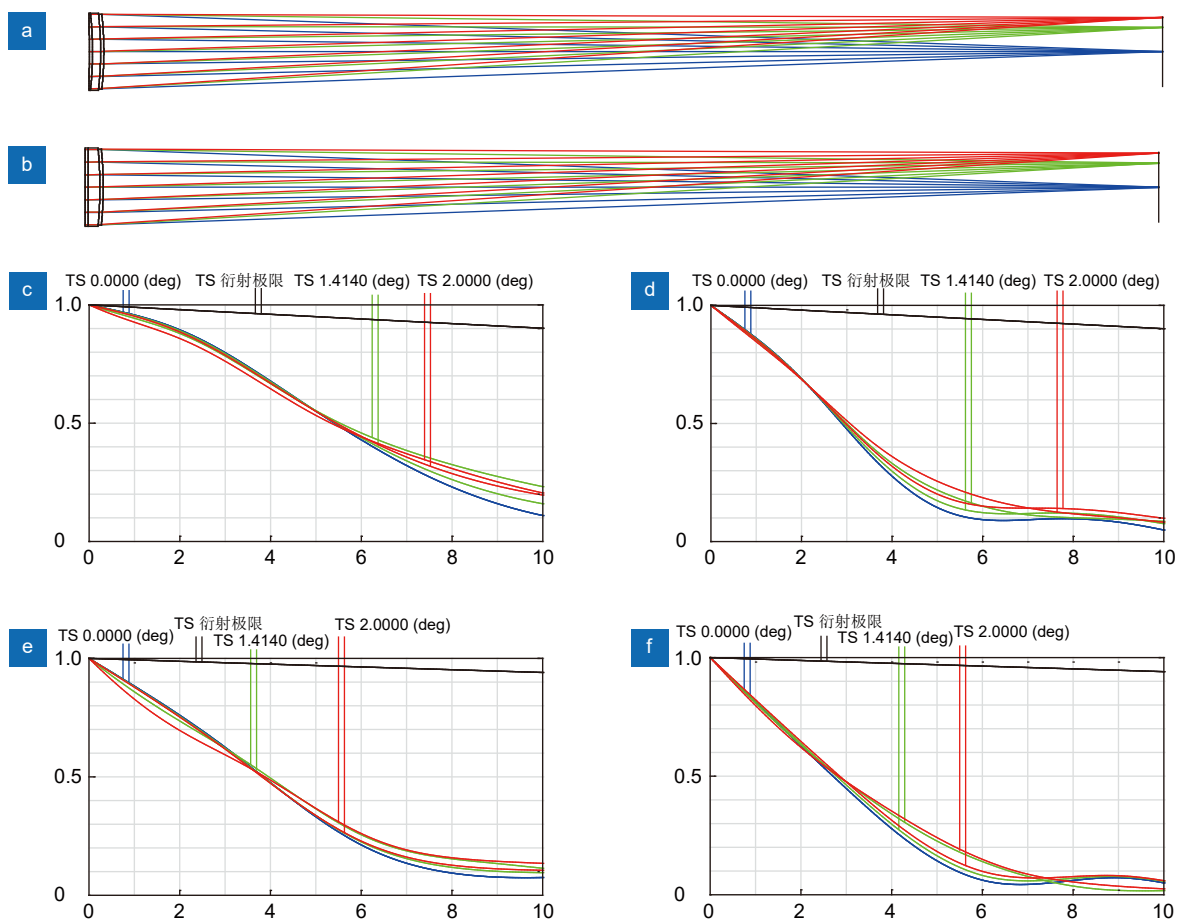 a
b
c
TS 0.0000 (deg)
TS 衍射极限
TS 1.4140 (deg)
TS 2.0000 (deg)
1.0
0.5
0
0 2 4 6 8 10
d
TS 0.0000 (deg)
TS 衍射极限
TS 1.4140 (deg)
TS 2.0000 (deg)
1.0
0.5
0
0 2 4 6 8 10
e
TS 0.0000 (deg)
TS 衍射极限
TS 1.4140 (deg)
TS 2.0000 (deg)
1.0
0.5
0
0 2 4 6 8 10
f
TS 0.0000 (deg)
TS 衍射极限
TS 1.4140 (deg)
TS 2.0000 (deg)
1.0
0.5
0
0 2 4 6 8 10